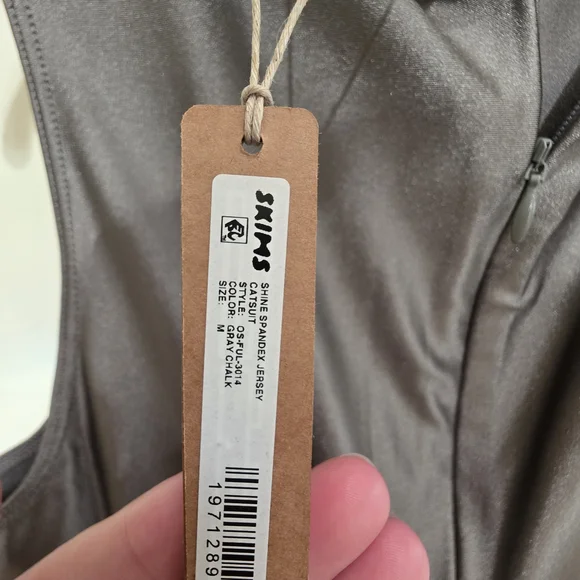 SKIMS
SHINE SPANDEX JERSEY
CATSUIT
STYLE: OS-FUL-3014
COLOR: GRAY CHALK
SIZE: M
1971289